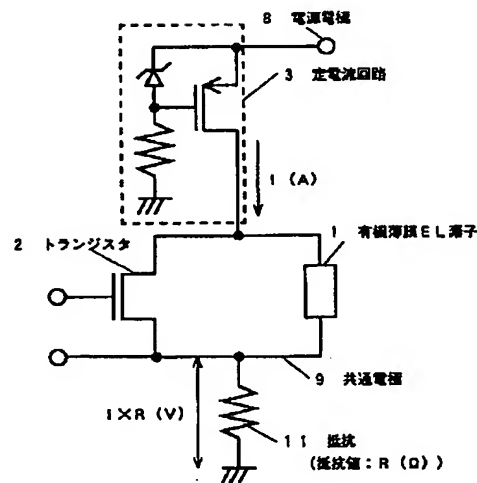 8 電源電極
3 定電流回路
I (A)
2 トランジスタ
1 有機薄膜EL素子
9 共通電極
I×R (V)
11 抵抗
(抵抗値:R (Ω))